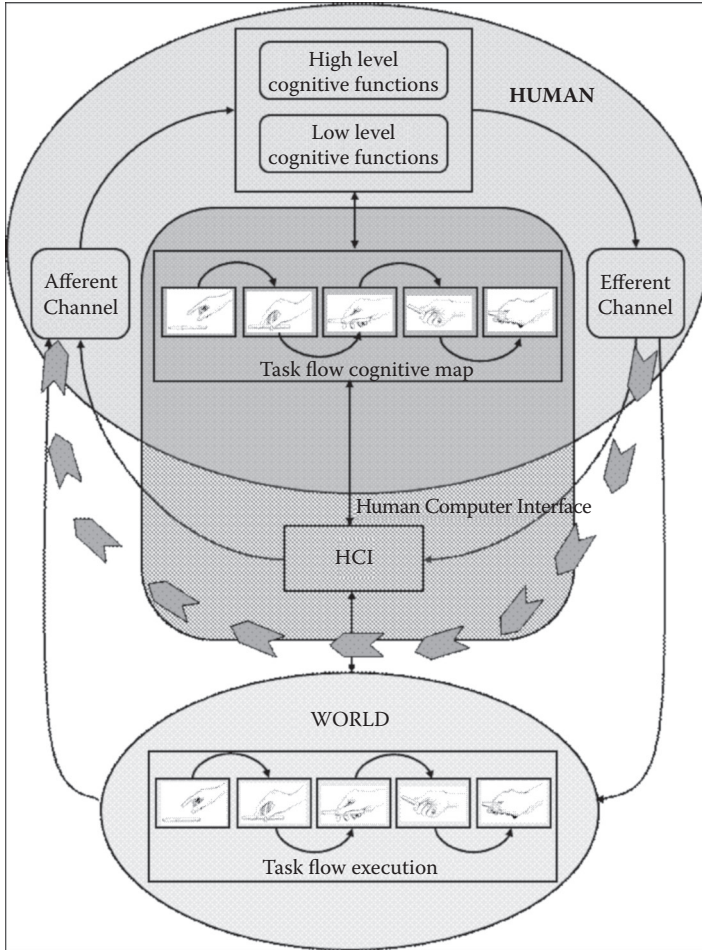 High level
cognitive functions
HUMAN
Low level
cognitive functions
Afferent
Channel
Efferent
Channel
Task flow cognitive map
Human Computer Interface
HCI
WORLD
Task flow execution